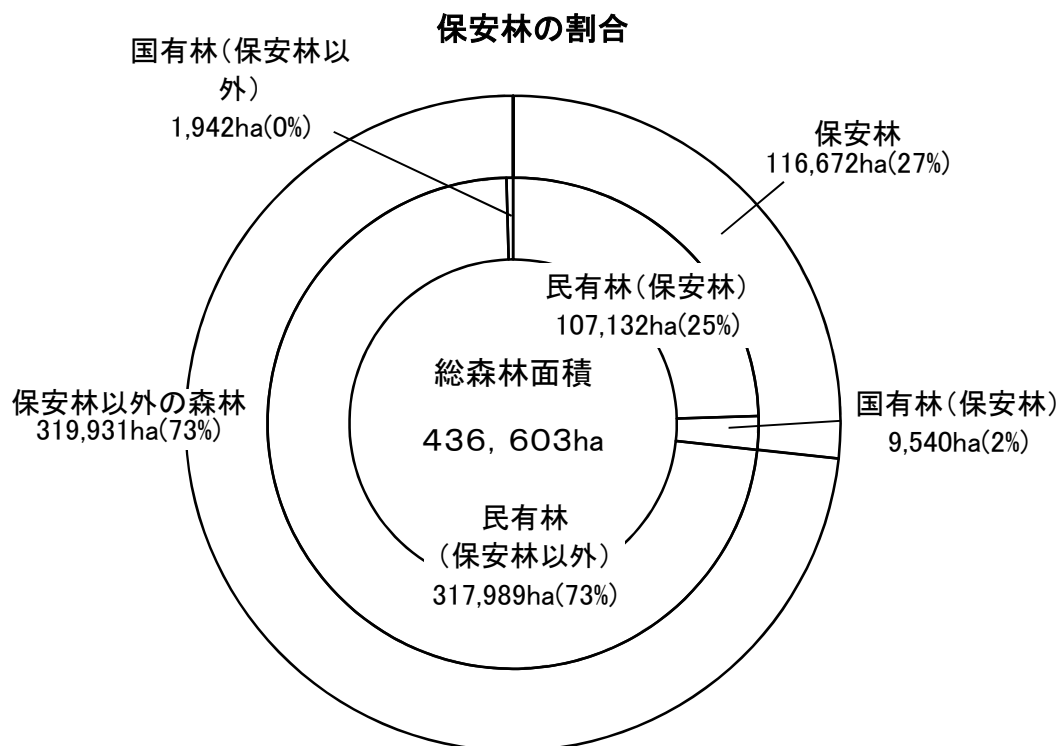 保安林の割合
国有林(保安林以
外)
1,942ha(0%)
保安林
116,672ha(27%)
民有林(保安林)
107,132ha(25%)
総森林面積
436, 603ha
保安林以外の森林
319,931ha(73%)
国有林(保安林)
9,540ha(2%)
民有林
(保安林以外)
317,989ha(73%)